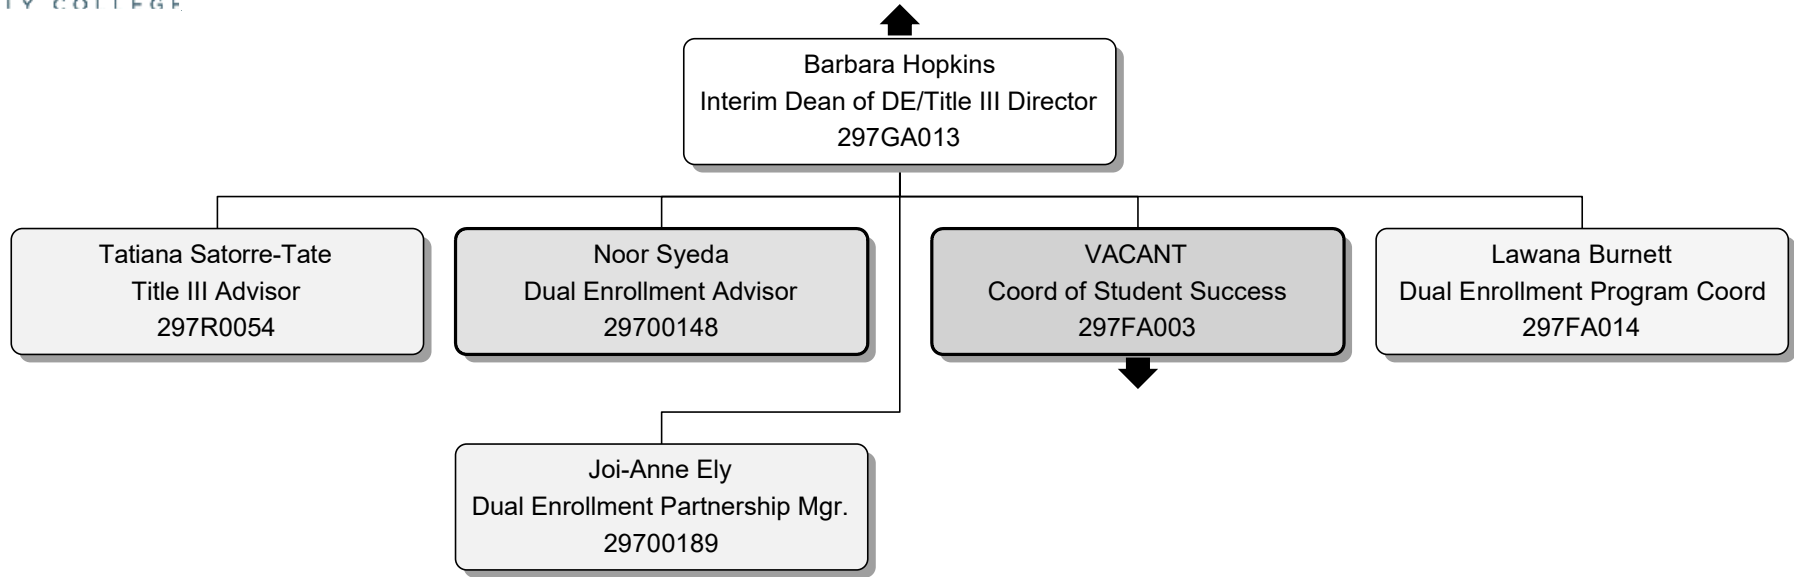 COLLEGE
Barbara Hopkins
Interim Dean of DE/Title III Director
297GA013
Tatiana Satorre-Tate
Title III Advisor
297R0054
Noor Syeda
Dual Enrollment Advisor
29700148
VACANT
Coord of Student Success
297FA003
Lawana Burnett
Dual Enrollment Program Coord
297FA014
Joi-Anne Ely
Dual Enrollment Partnership Mgr.
29700189